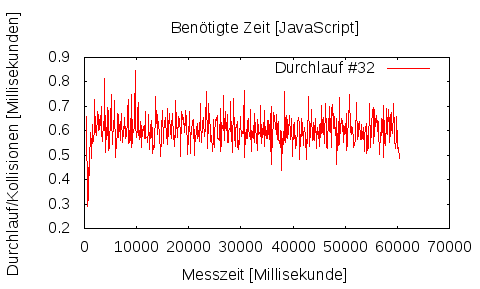 Benötigte Zeit [JavaScript]
Durchlauf #32
Durchlauf/Kollisionen [Millisekunden]
0.9
0.8
0.7
0.6
0.5
0.4
0.3
0.2
0 10000 20000 30000 40000 50000 60000 70000
Messzeit [Millisekunde]